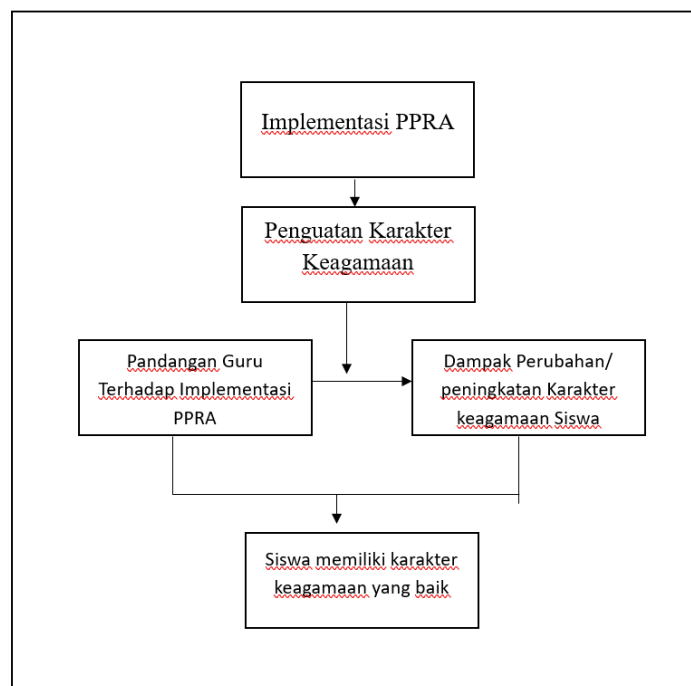 Implementasi PPRA
Penguatan Karakter
Keagamaan
Pandangan Guru
Terhadap Implementasi
PPRA
Dampak Perubahan/
peningkatan Karakter
keagamaan Siswa
Siswa memiliki karakter
keagamaan yang baik